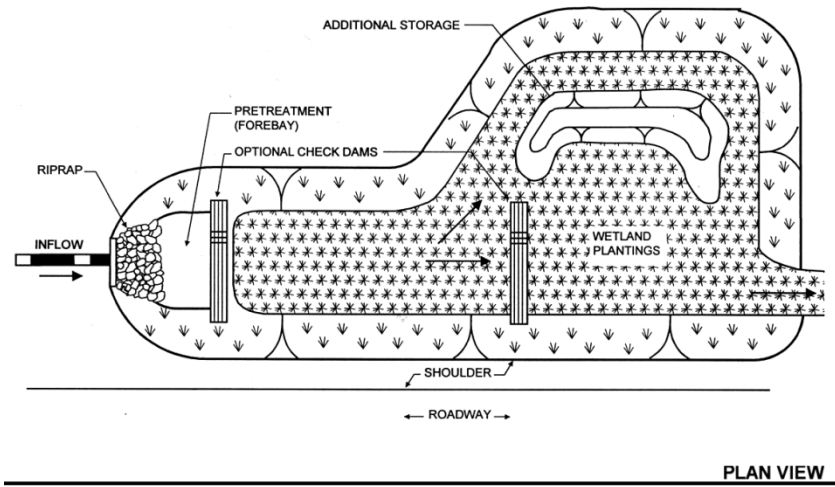 ADDITIONAL STORAGE
PRETREATMENT
(FOREBAY)
OPTIONAL CHECK DAMS
RIPRAP
INFLOW
WETLAND
PLANTINGS
SHOULDER
ROADWAY
PLAN VIEW